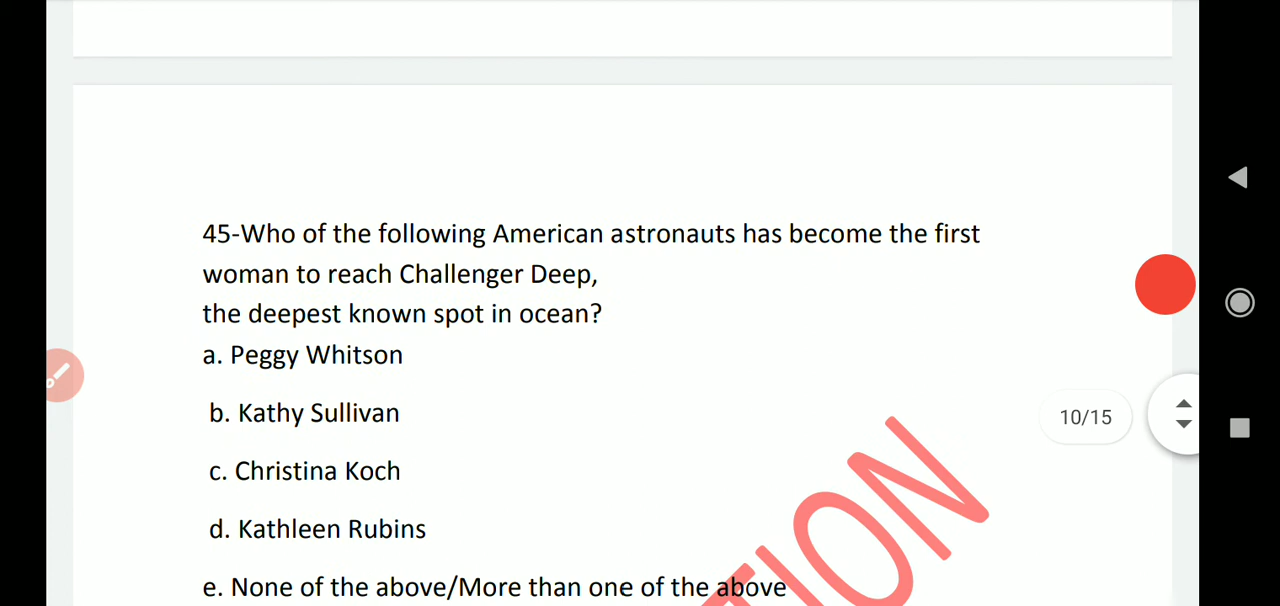 45-Who of the following American astronauts has become the first
woman to reach Challenger Deep,
the deepest known spot in ocean?
a. Peggy Whitson
b. Kathy Sullivan
c. Christina Koch
d. Kathleen Rubins
e. None of the above/More than one of the above
10/15
TION